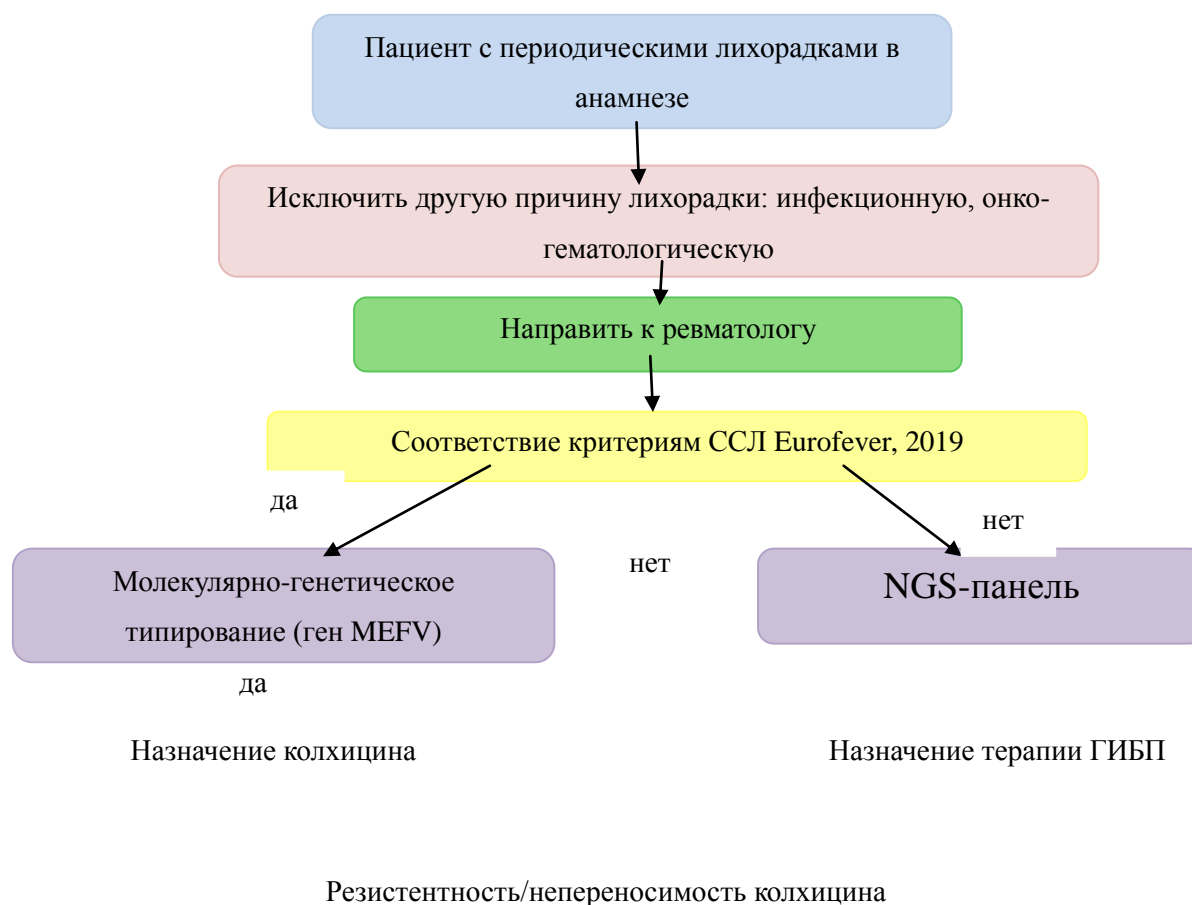 Пациент с периодическими лихорадками в
анамнезе
Исключить другую причину лихорадки: инфекционную, онко-
гематологическую
Направить к ревматологу
Соответствие критериям ССЛ Eurofever, 2019
да
нет
нет
Молекулярно-генетическое
типирование (ген MEFV)
NGS-панель
да
Назначение колхицина
Назначение терапии ГИБП
Резистентность/непереносимость колхицина